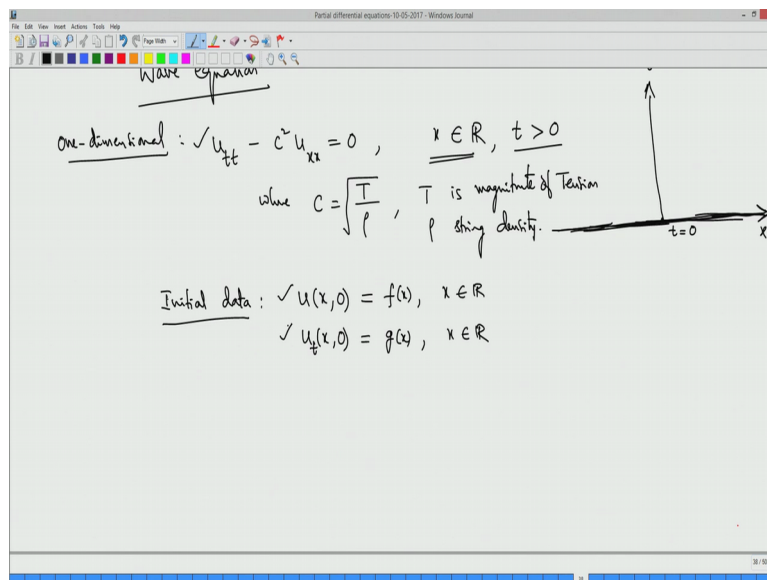 Partial differential equations-10-05-2017 - Windows Journal
File Edit View Insert Actions Tools Help
Page Width
B I
Wave Equation
One-dimensional : ✓ u_tt - c² u_xx = 0 , x ∈ ℝ, t > 0
where C = √(T/ρ) , T is magnitute of Tension
ρ string density.
t=0
x
Initial data : ✓ u(x,0) = f(x), x ∈ ℝ
✓ u_t(x,0) = g(x), x ∈ ℝ
38 / 50